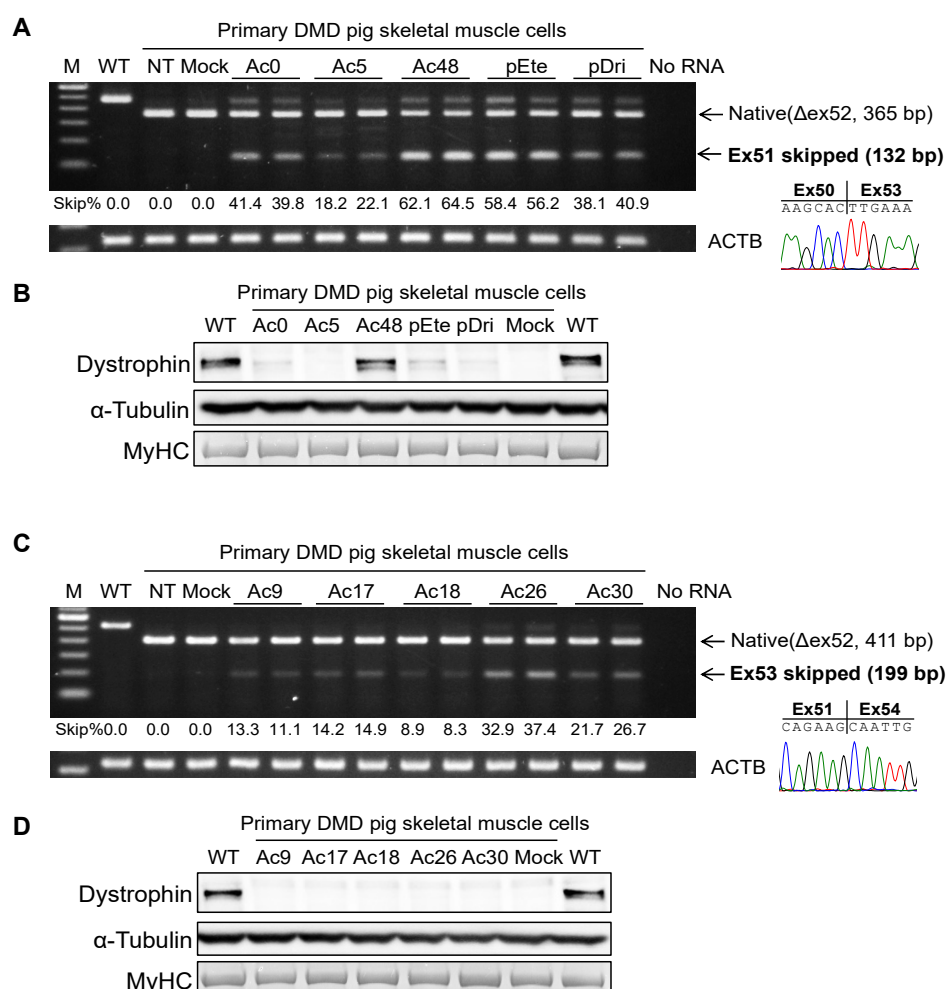 A
Primary DMD pig skeletal muscle cells
M WT NT Mock Ac0 Ac5 Ac48 pEte pDri No RNA
Native(Δex52, 365 bp)
Ex51 skipped (132 bp)
Skip% 0.0 0.0 0.0 41.4 39.8 18.2 22.1 62.1 64.5 58.4 56.2 38.1 40.9
Ex50 Ex53
AAGCACTTGAAA
ACTB
B
Primary DMD pig skeletal muscle cells
WT Ac0 Ac5 Ac48 pEte pDri Mock WT
Dystrophin
α-Tubulin
MyHC
C
Primary DMD pig skeletal muscle cells
M WT NT Mock Ac9 Ac17 Ac18 Ac26 Ac30 No RNA
Native(Δex52, 411 bp)
Ex53 skipped (199 bp)
Skip%0.0 0.0 0.0 13.3 11.1 14.2 14.9 8.9 8.3 32.9 37.4 21.7 26.7
Ex51 Ex54
CAGAAGCAATTG
ACTB
D
Primary DMD pig skeletal muscle cells
WT Ac9 Ac17 Ac18 Ac26 Ac30 Mock WT
Dystrophin
α-Tubulin
MyHC